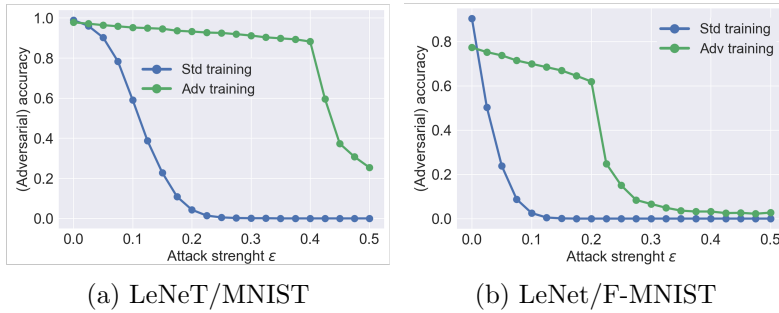 1.0
0.8
0.6
0.4
0.2
0.0
(Adversarial) accuracy
Std training
Adv training
0.0 0.1 0.2 0.3 0.4 0.5
Attack strenght ε
(a) LeNeT/MNIST
0.8
0.6
0.4
0.2
0.0
(Adversarial) accuracy
Std training
Adv training
0.0 0.1 0.2 0.3 0.4 0.5
Attack strenght ε
(b) LeNet/F-MNIST